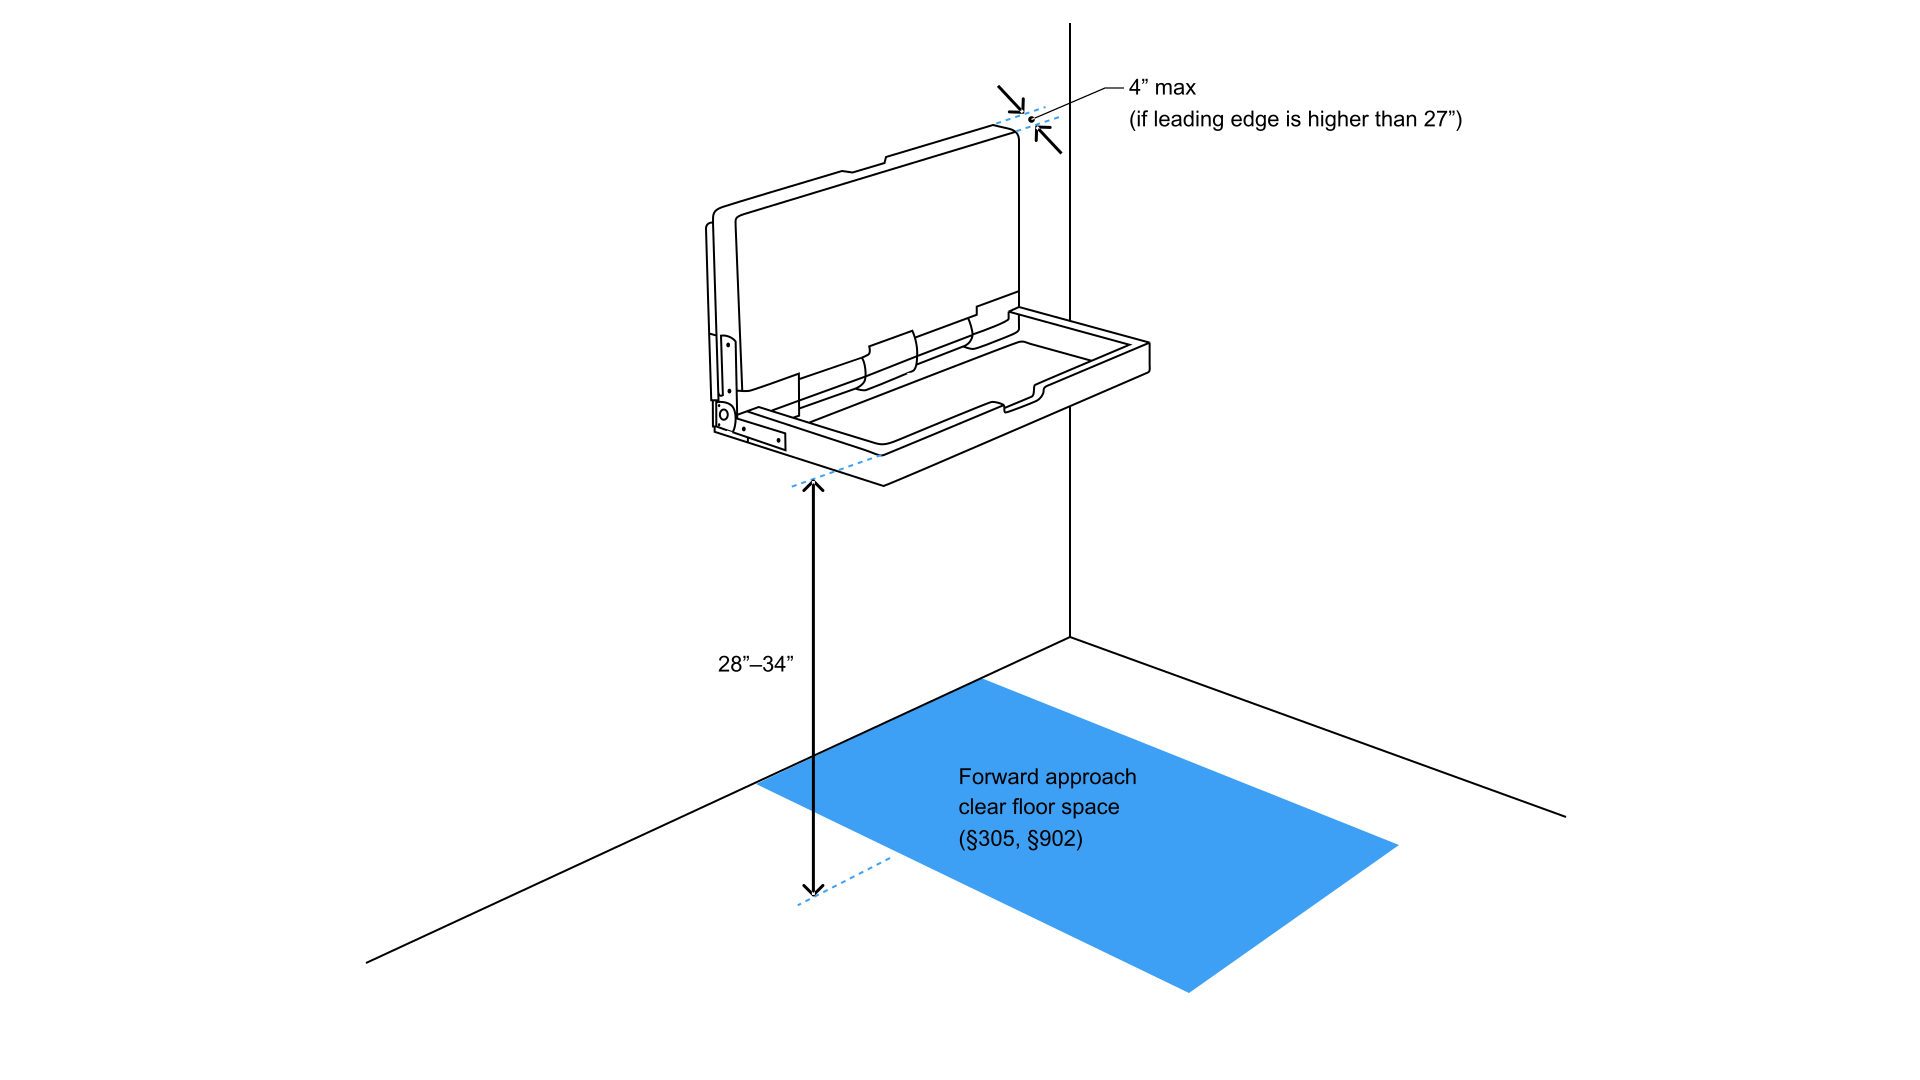 4” max
(if leading edge is higher than 27”)
28”–34”
Forward approach
clear floor space
(§305, §902)